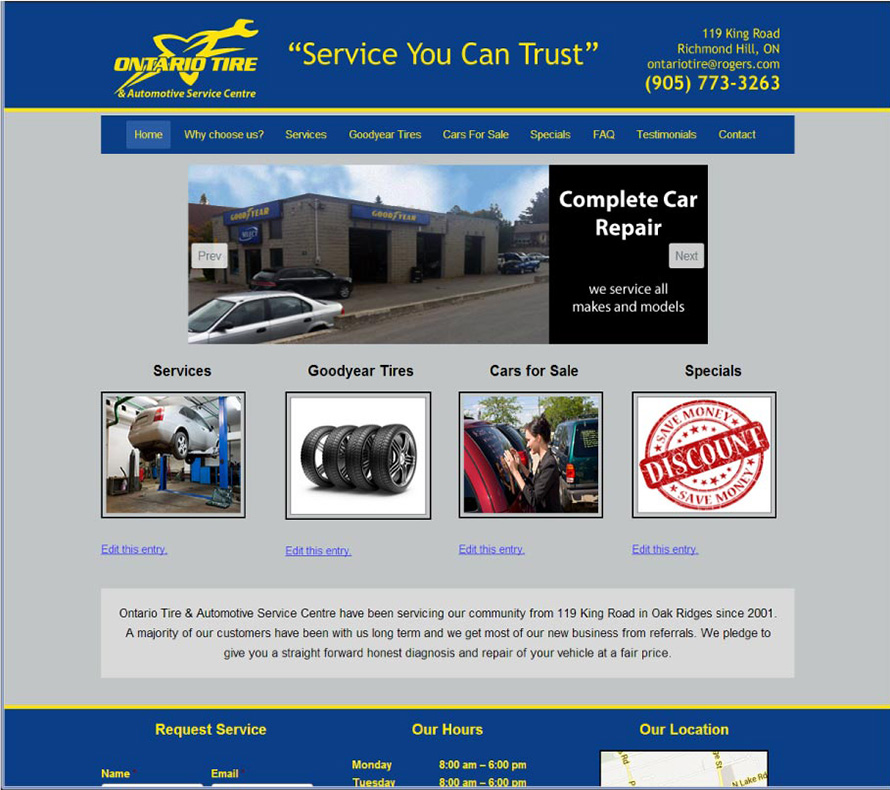 ONTARIO TIRE
& Automotive Service Centre
“Service You Can Trust”
119 King Road
Richmond Hill, ON
ontariotire@rogers.com
(905) 773-3263
Home Why choose us? Services Goodyear Tires Cars For Sale Specials FAQ Testimonials Contact
GOODYEAR
GOODYEAR
SELECT
Prev
Complete Car
Repair
Next
we service all
makes and models
Services Goodyear Tires Cars for Sale Specials
SAVE MONEY
DISCOUNT
SAVE MONEY
Edit this entry. Edit this entry. Edit this entry. Edit this entry.
Ontario Tire & Automotive Service Centre have been servicing our community from 119 King Road in Oak Ridges since 2001.
A majority of our customers have been with us long term and we get most of our new business from referrals. We pledge to
give you a straight forward honest diagnosis and repair of your vehicle at a fair price.
Request Service Our Hours Our Location
Name Email
Monday 8:00 am – 6:00 pm
Tuesday 8:00 am – 6:00 pm
N Lake Rd